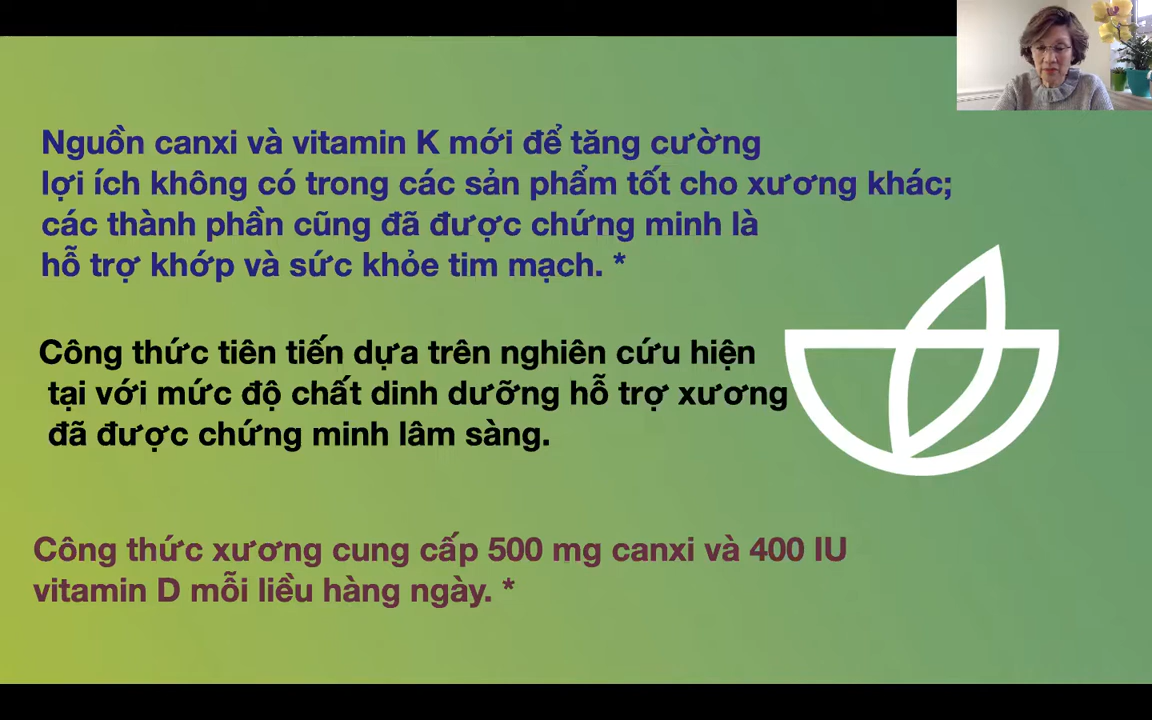 Nguồn canxi và vitamin K mới để tăng cường
lợi ích không có trong các sản phẩm tốt cho xương khác;
các thành phần cũng đã được chứng minh là
hỗ trợ khớp và sức khỏe tim mạch. *
Công thức tiên tiến dựa trên nghiên cứu hiện
tại với mức độ chất dinh dưỡng hỗ trợ xương
đã được chứng minh lâm sàng.
Công thức xương cung cấp 500 mg canxi và 400 IU
vitamin D mỗi liều hàng ngày. *